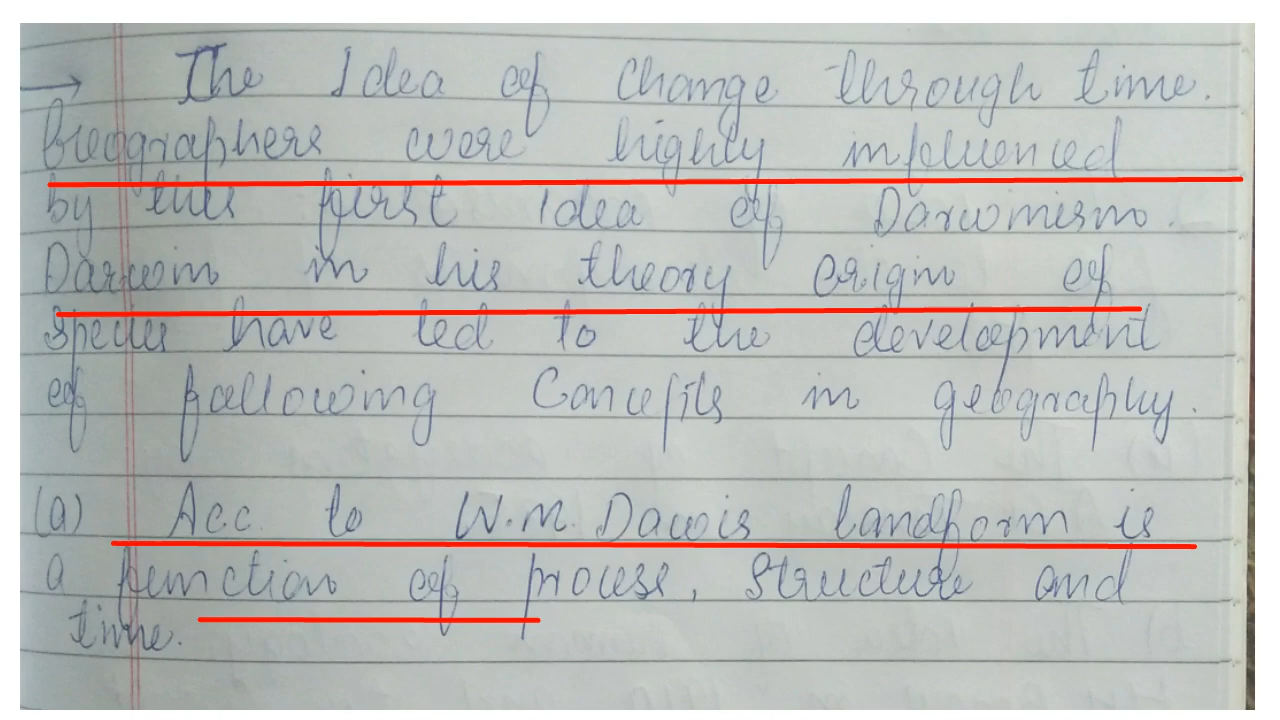 → The Idea of Change through time.
Geographers were highly influenced
by this first idea of Darwinism.
Darwin in his theory origin of
species have led to the development
of following Concepts in geography.
(a) Acc. to W.M. Dawis landform is
a function of process, structure and
time.